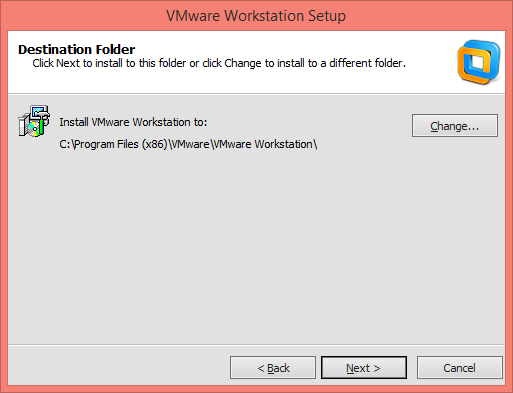 VMware Workstation Setup
Destination Folder
Click Next to install to this folder or click Change to install to a different folder.
Install VMware Workstation to:
Change...
C:\Program Files (x86)\VMware\VMware Workstation\
< Back
Next >
Cancel